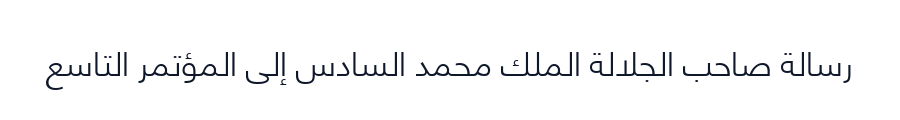 رسالة صاحب الجلالة الملك محمد السادس إلى المؤتمر التاسع